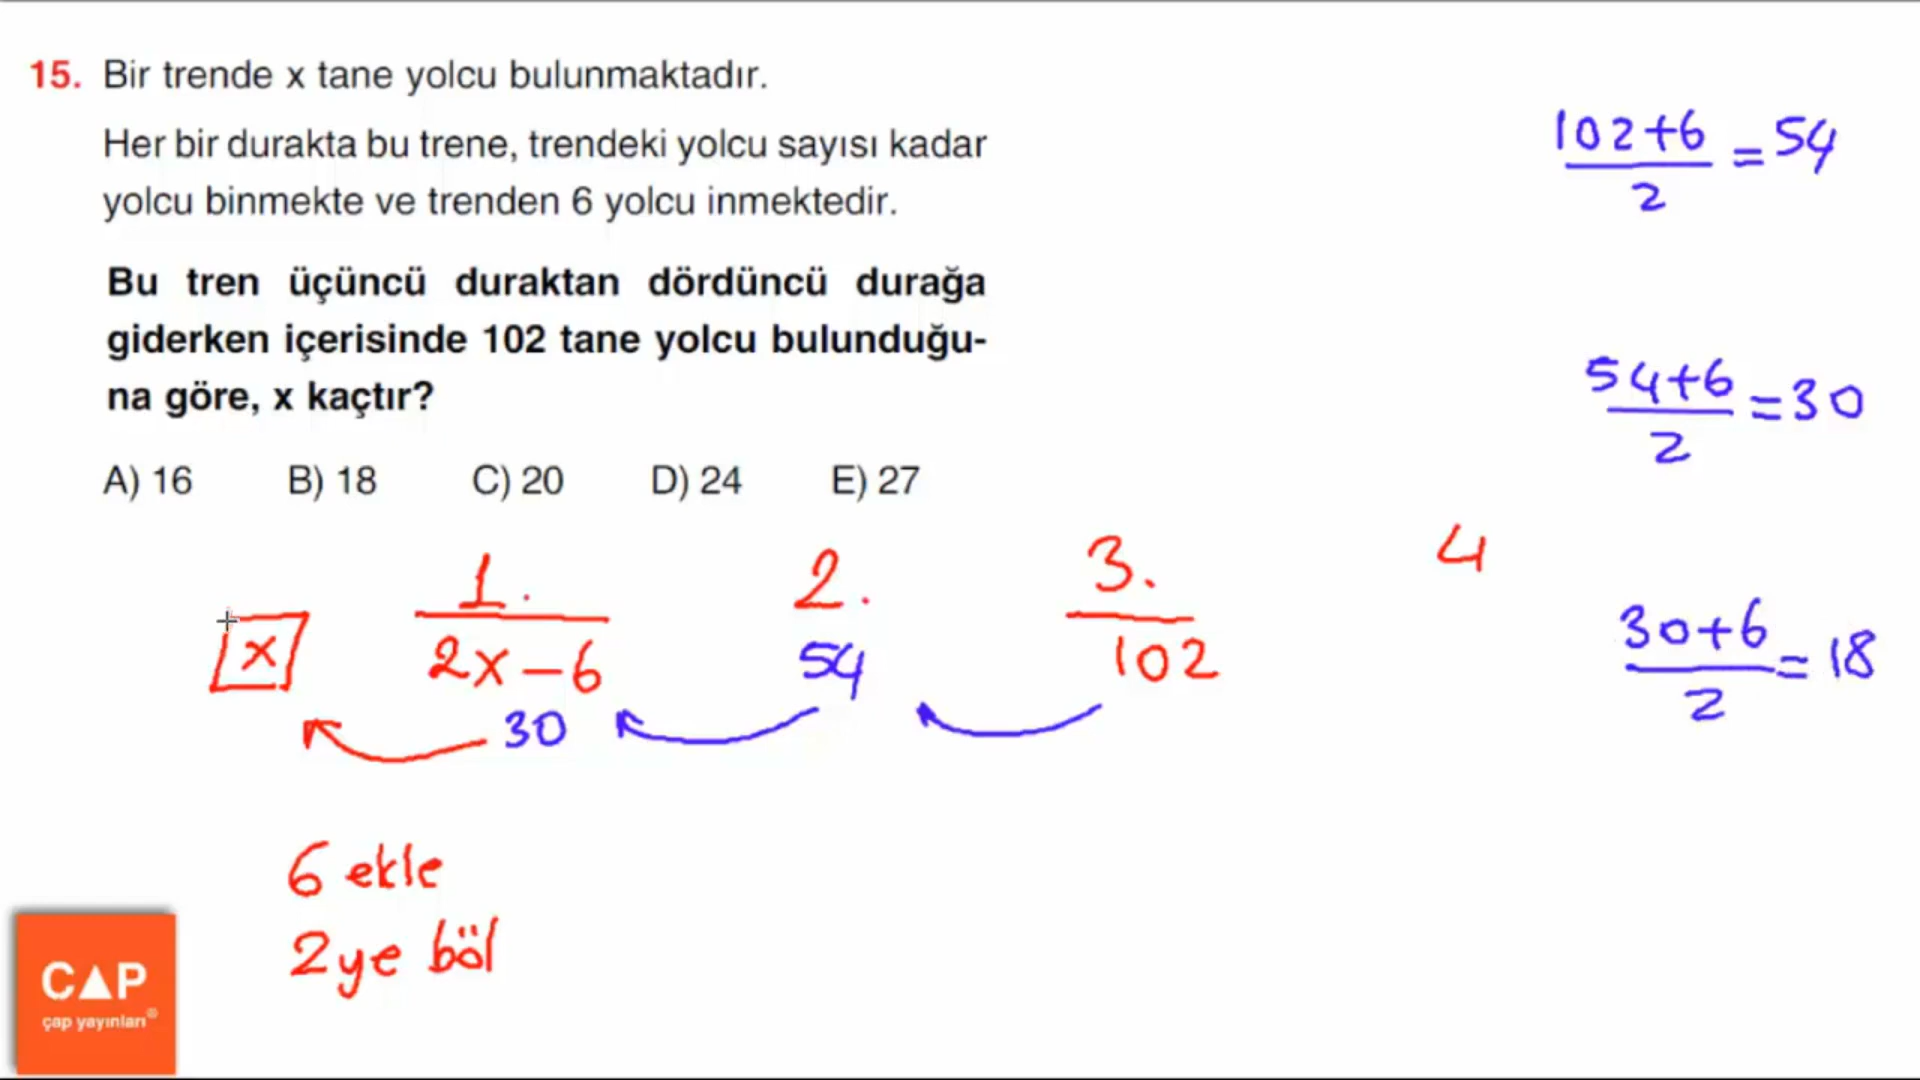 15. Bir trende x tane yolcu bulunmaktadır.
Her bir durakta bu trene, trendeki yolcu sayısı kadar
yolcu binmekte ve trenden 6 yolcu inmektedir.
Bu tren üçüncü duraktan dördüncü durağa
giderken içerisinde 102 tane yolcu bulunduğu-
na göre, x kaçtır?
A) 16 B) 18 C) 20 D) 24 E) 27
102+6
2
=54
54+6
2
=30
30+6
2
=18
1. 2. 3. 4
x 2x-6 54 102
30
6 ekle
2ye böl
CAP
çap yayınları®